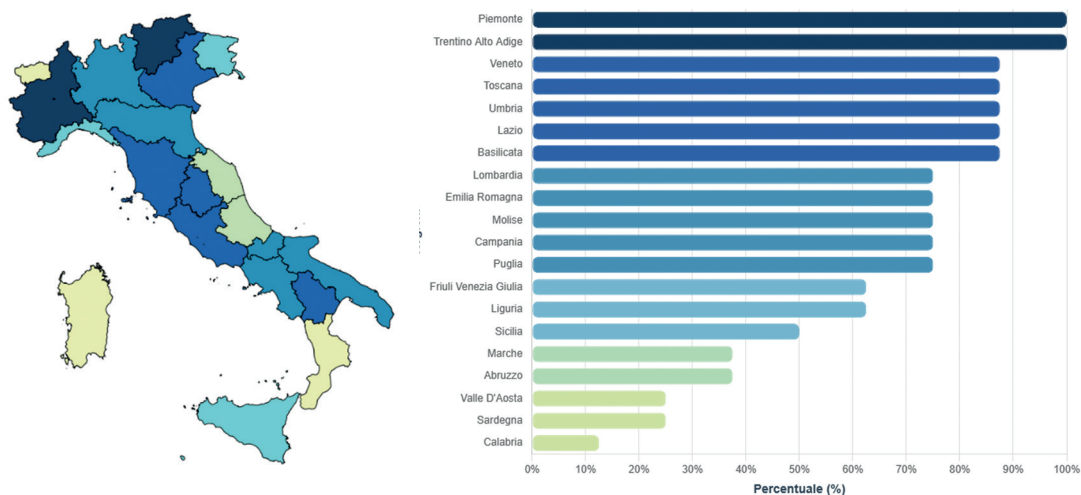 Piemonte
Trentino Alto Adige
Veneto
Toscana
Umbria
Lazio
Basilicata
Lombardia
Emilia Romagna
Molise
Campania
Puglia
Friuli Venezia Giulia
Liguria
Sicilia
Marche
Abruzzo
Valle D'Aosta
Sardegna
Calabria
0% 10% 20% 30% 40% 50% 60% 70% 80% 90% 100%
Percentuale (%)